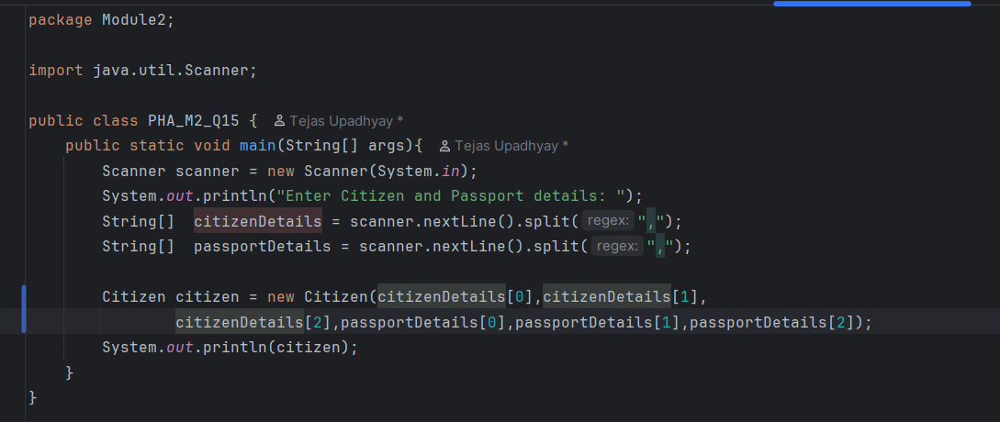 package Module2;
import java.util.Scanner;
public class PHA_M2_Q15 { Tejas Upadhyay *
public static void main(String[] args){ Tejas Upadhyay *
Scanner scanner = new Scanner(System.in);
System.out.println("Enter Citizen and Passport details: ");
String[]  citizenDetails = scanner.nextLine().split( regex: ",");
String[]  passportDetails = scanner.nextLine().split( regex: ",");
Citizen citizen = new Citizen(citizenDetails[0],citizenDetails[1],
citizenDetails[2],passportDetails[0],passportDetails[1],passportDetails[2]);
System.out.println(citizen);
}
}